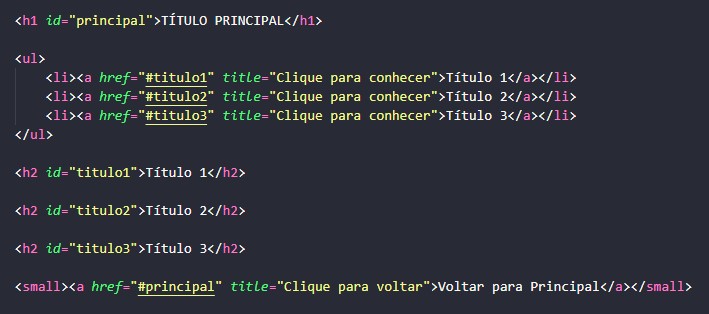 <h1 id="principal">TÍTULO PRINCIPAL</h1>
<ul>
<li><a href="#titulo1" title="Clique para conhecer">Título 1</a></li>
<li><a href="#titulo2" title="Clique para conhecer">Título 2</a></li>
<li><a href="#titulo3" title="Clique para conhecer">Título 3</a></li>
</ul>
<h2 id="titulo1">Título 1</h2>
<h2 id="titulo2">Título 2</h2>
<h2 id="titulo3">Título 3</h2>
<small><a href="#principal" title="Clique para voltar">Voltar para Principal</a></small>